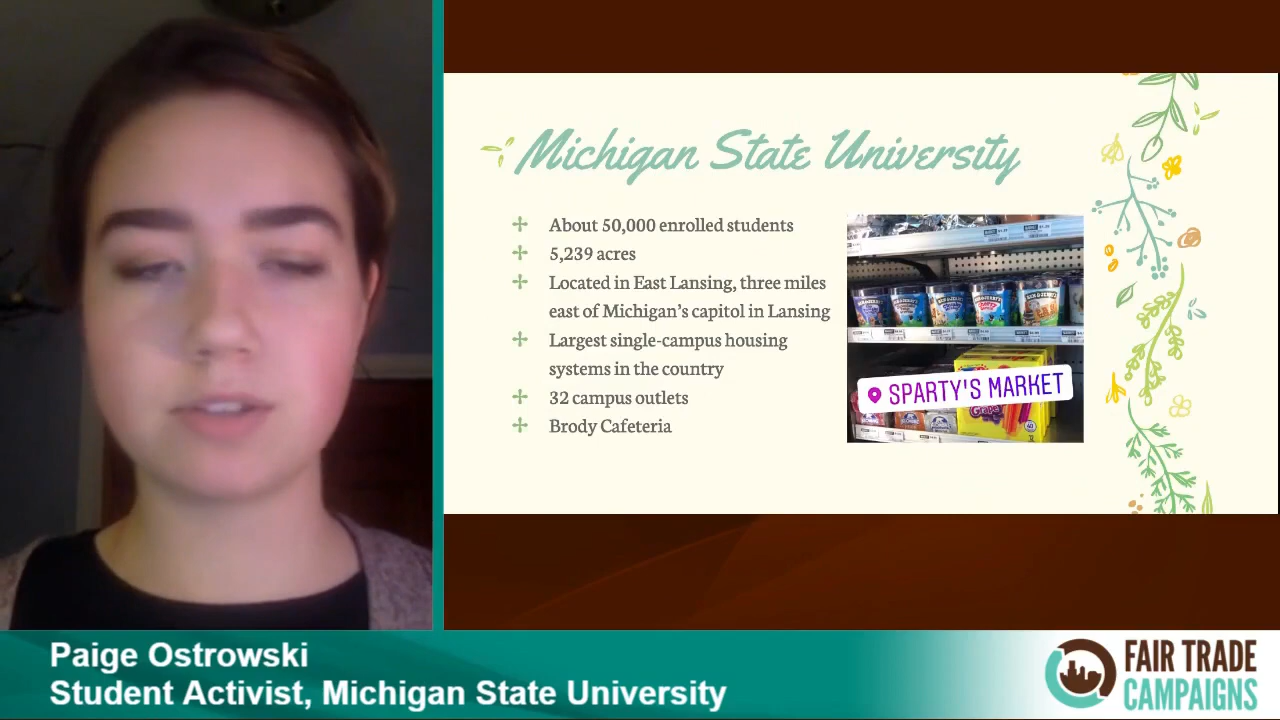 Michigan State University
About 50,000 enrolled students
5,239 acres
Located in East Lansing, three miles
east of Michigan's capitol in Lansing
Largest single-campus housing
systems in the country
32 campus outlets
Brody Cafeteria
SPARTY'S MARKET
Grape
Paige Ostrowski
Student Activist, Michigan State University
FAIR TRADE
CAMPAIGNS